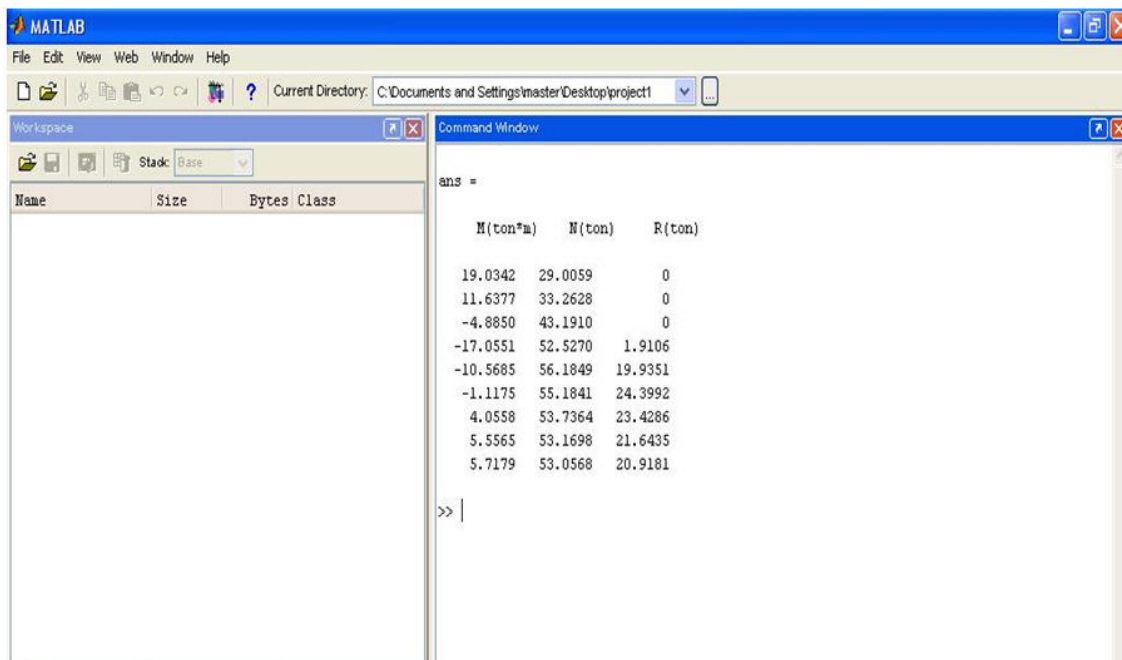 MATLAB
File Edit View Web Window Help
? Current Directory: C:\Documents and Settings\master\Desktop\project1 ...
Workspace
Stack: Base
Name Size Bytes Class
Command Window
ans =
M(ton*m) N(ton) R(ton)
19.0342 29.0059 0
11.6377 33.2628 0
-4.8850 43.1910 0
-17.0551 52.5270 1.9106
-10.5685 56.1849 19.9351
-1.1175 55.1841 24.3992
4.0558 53.7364 23.4286
5.5565 53.1698 21.6435
5.7179 53.0568 20.9181
>>